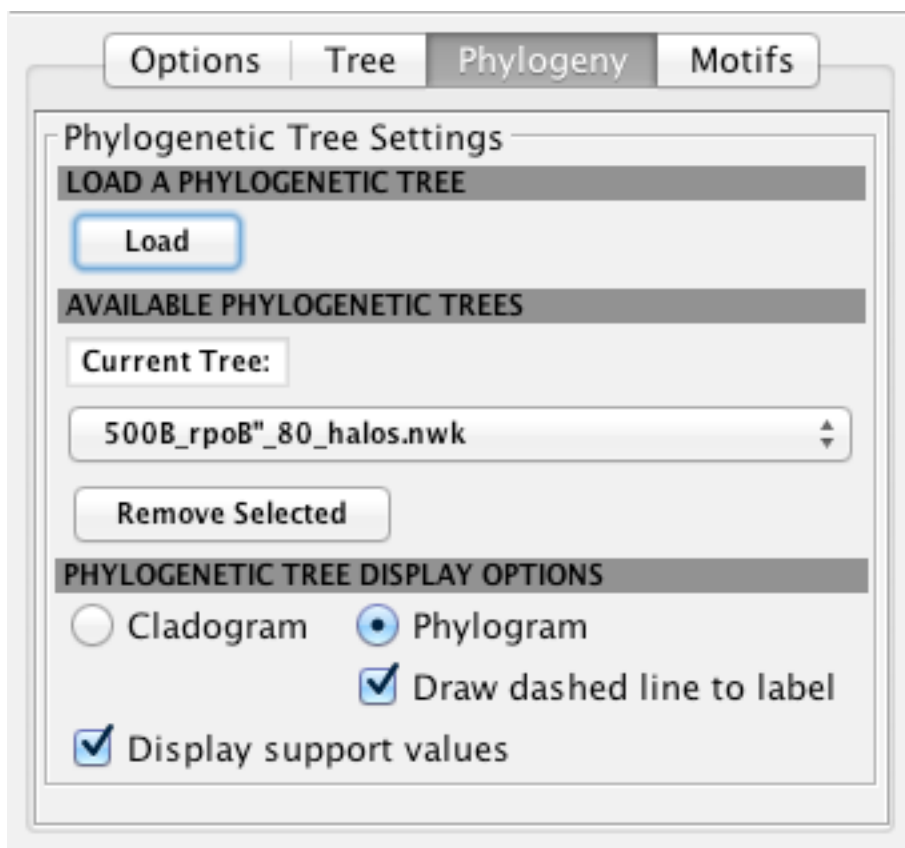 Options Tree Phylogeny Motifs
Phylogenetic Tree Settings
LOAD A PHYLOGENETIC TREE
Load
AVAILABLE PHYLOGENETIC TREES
Current Tree:
500B_rpoB"_80_halos.nwk
Remove Selected
PHYLOGENETIC TREE DISPLAY OPTIONS
Cladogram Phylogram
Draw dashed line to label
Display support values